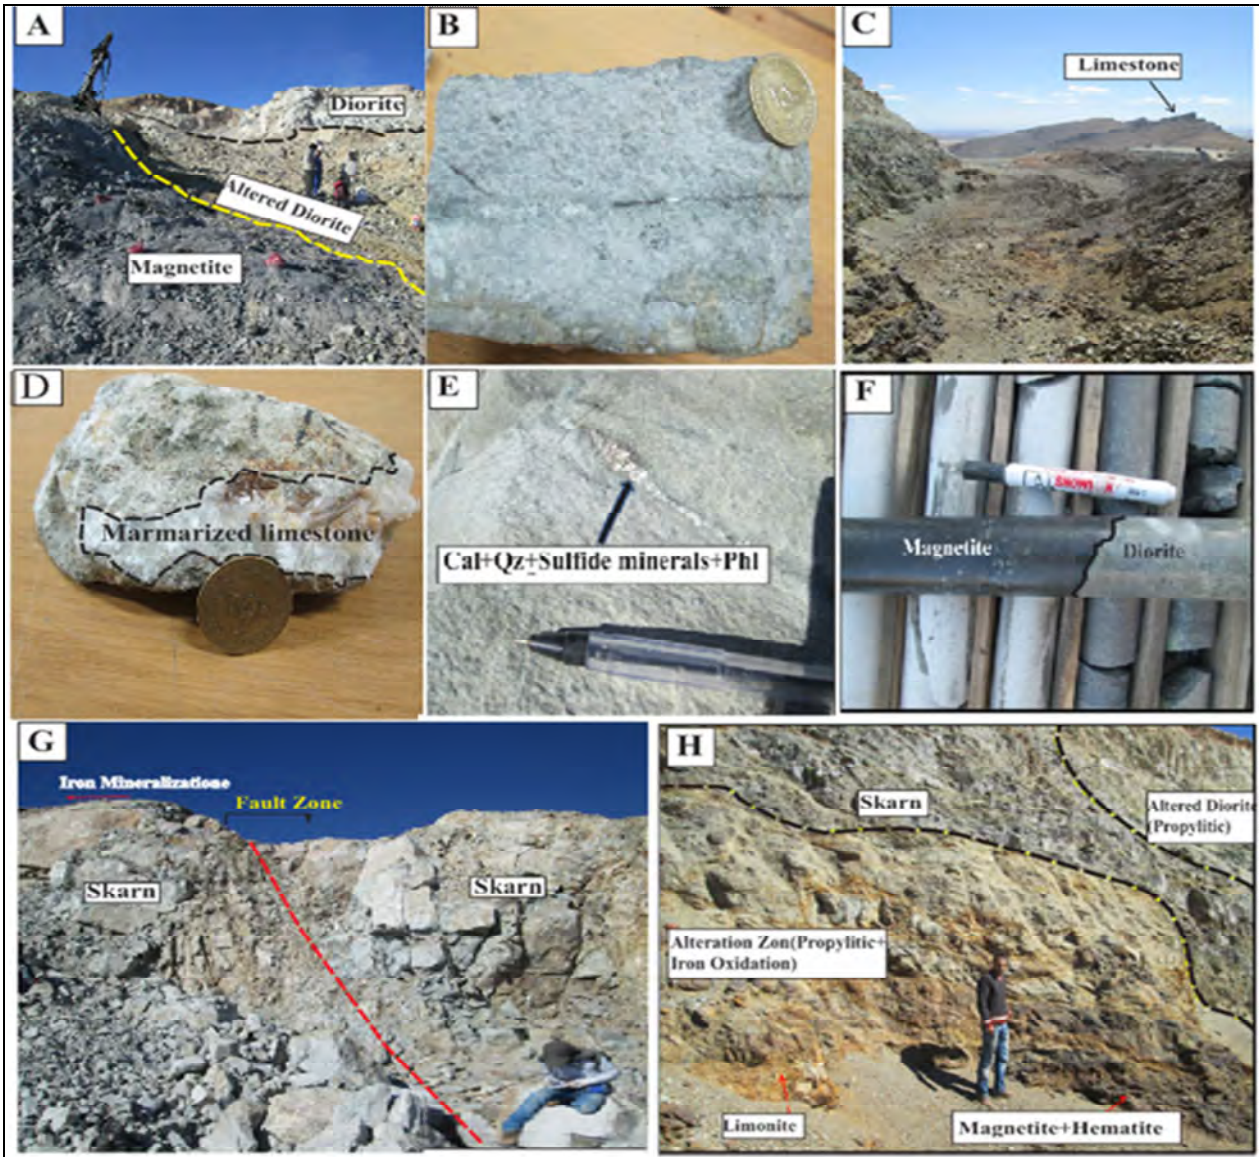 A
Diorite
Altered Diorite
Magnetite
B
C
Limestone
D
Marmarized limestone
E
Cal+Qz+Sulfide minerals+Phl
F
A
Magnetite
Diorite
G
Iron Mineralizatione
Fault Zone
Skarn
Skarn
H
Skarn
Altered Diorite
(Propylitic)
Alteration Zon(Propylitic+
Iron Oxidation)
Limonite
Magnetite+Hematite